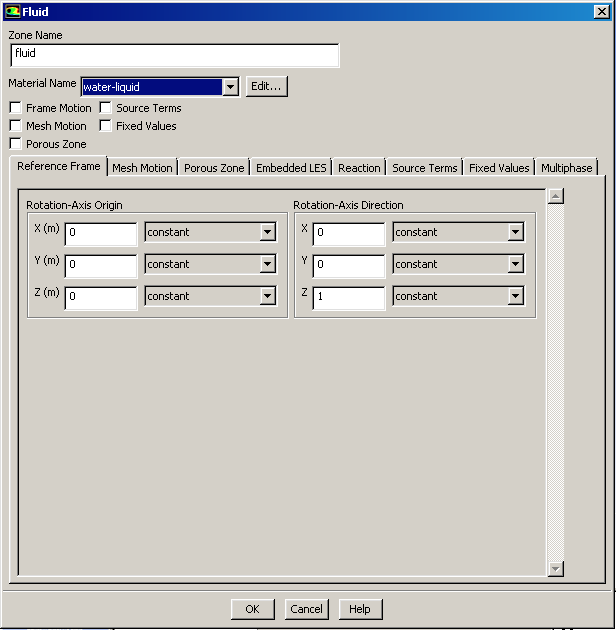 Fluid
Zone Name
fluid
Material Name water-liquid Edit...
Frame Motion Source Terms
Mesh Motion Fixed Values
Porous Zone
Reference Frame Mesh Motion Porous Zone Embedded LES Reaction Source Terms Fixed Values Multiphase
Rotation-Axis Origin Rotation-Axis Direction
X (m) 0 constant X 0 constant
Y (m) 0 constant Y 0 constant
Z (m) 0 constant Z 1 constant
OK Cancel Help